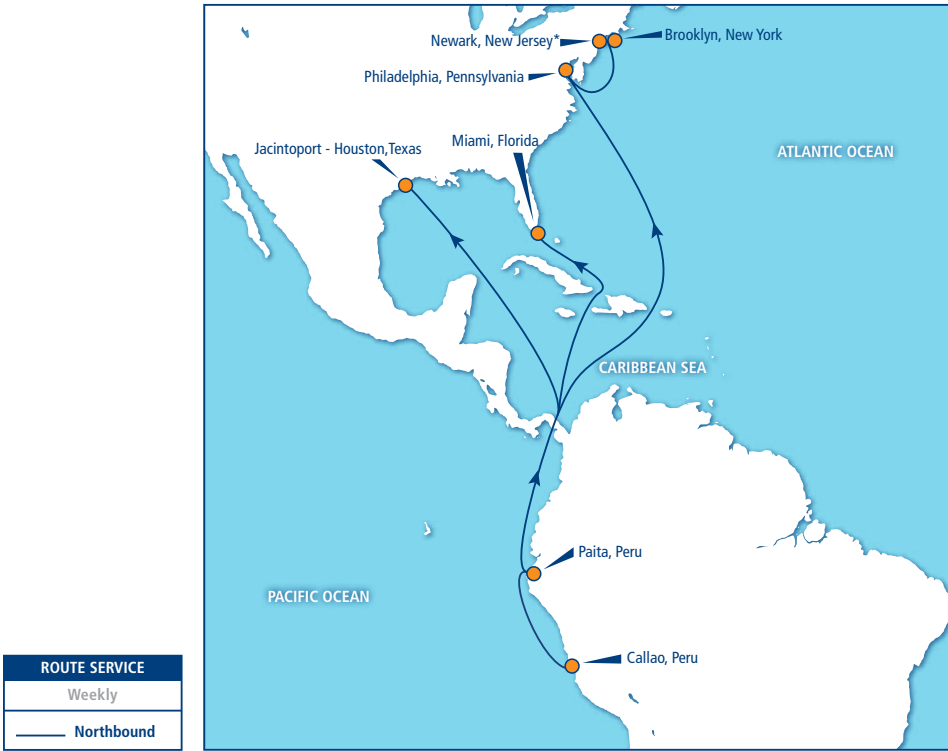 Newark, New Jersey*
Brooklyn, New York
Philadelphia, Pennsylvania
Miami, Florida
Jacintoport - Houston,Texas
ATLANTIC OCEAN
CARIBBEAN SEA
Paita, Peru
PACIFIC OCEAN
Callao, Peru
ROUTE SERVICE
Weekly
Northbound